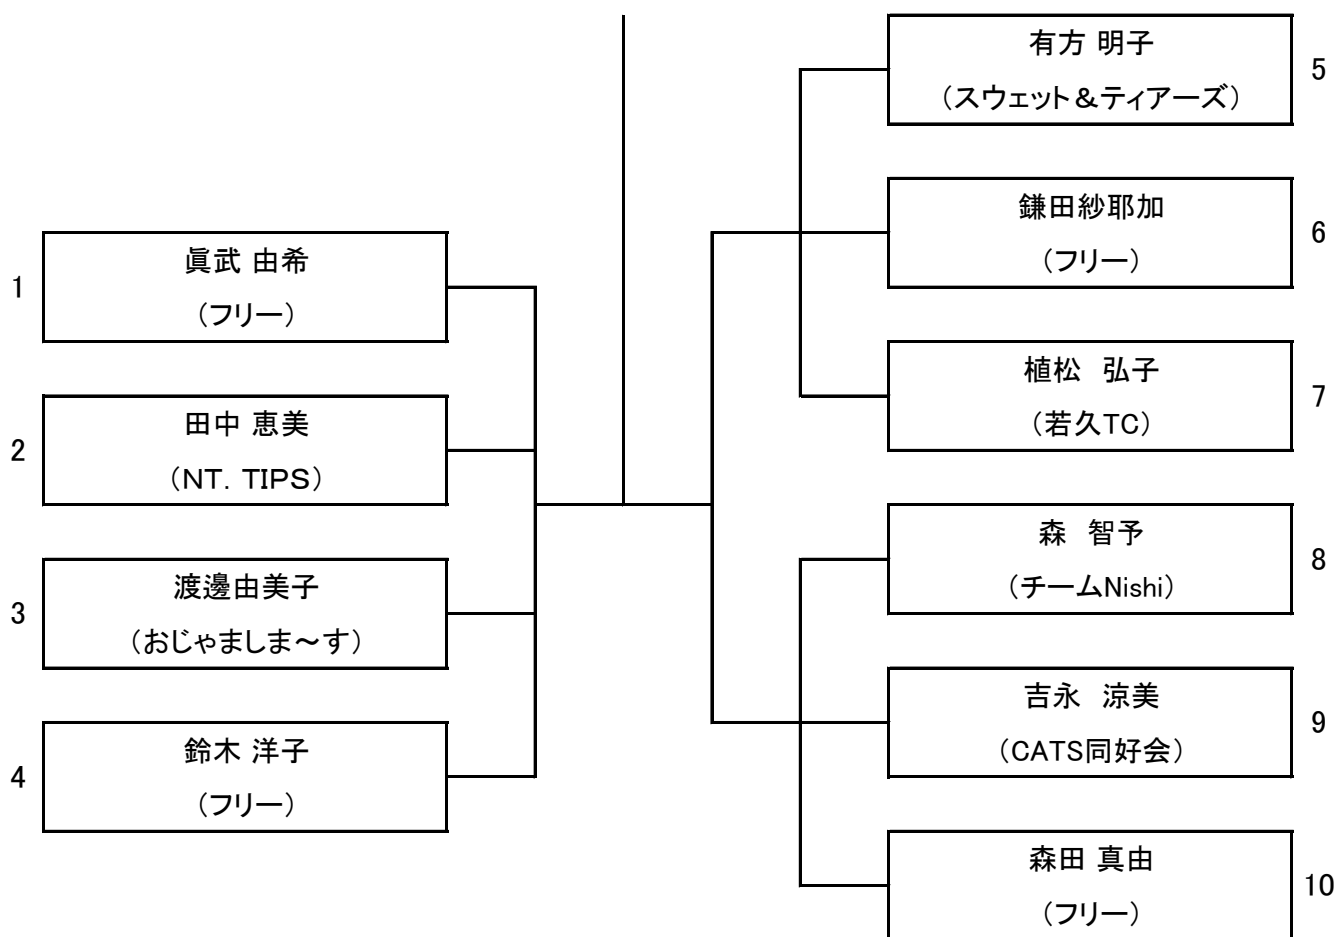 1
眞武 由希
（フリー）
2
田中 恵美
（NT．TIPS）
3
渡邊由美子
（おじゃましま～す）
4
鈴木 洋子
（フリー）
有方 明子
（スウェット＆ティアーズ）
5
鎌田紗耶加
（フリー）
6
植松　弘子
（若久TC）
7
森　智予
（チームNishi）
8
吉永　涼美
（CATS同好会）
9
森田 真由
（フリー）
10